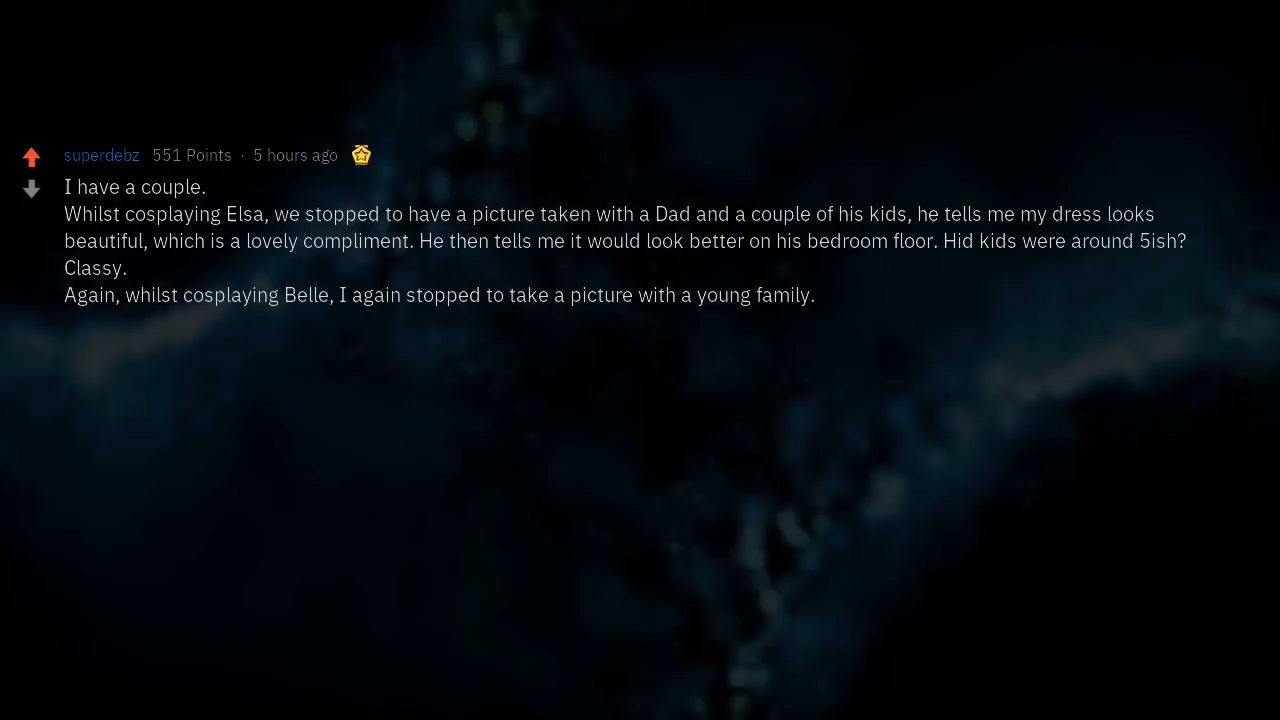 superdebz 551 Points · 5 hours ago
I have a couple.
Whilst cosplaying Elsa, we stopped to have a picture taken with a Dad and a couple of his kids, he tells me my dress looks
beautiful, which is a lovely compliment. He then tells me it would look better on his bedroom floor. Hid kids were around 5ish?
Classy.
Again, whilst cosplaying Belle, I again stopped to take a picture with a young family.